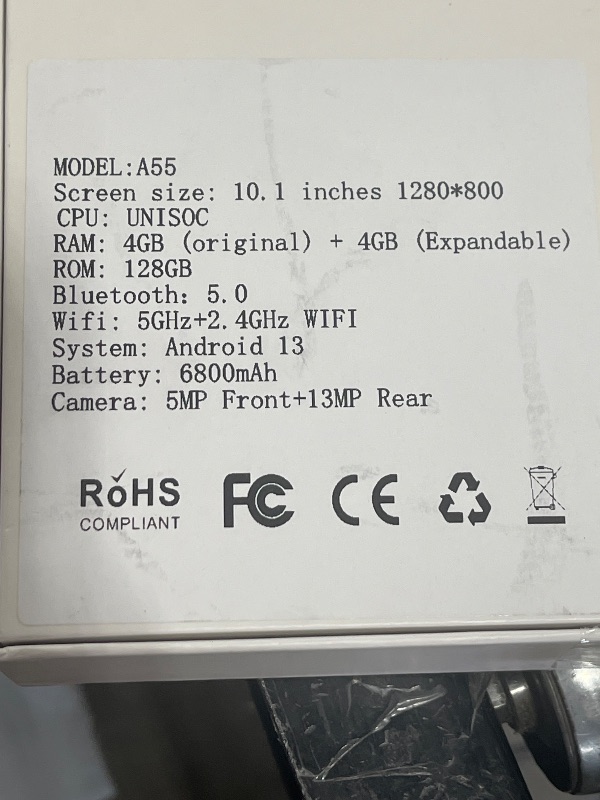 MODEL:A55
Screen size: 10.1 inches 1280*800
CPU: UNISOC
RAM: 4GB (original) + 4GB (Expandable)
ROM: 128GB
Bluetooth: 5.0
Wifi: 5GHz+2.4GHz WIFI
System: Android 13
Battery: 6800mAh
Camera: 5MP Front+13MP Rear
RoHS FC CE
COMPLIANT